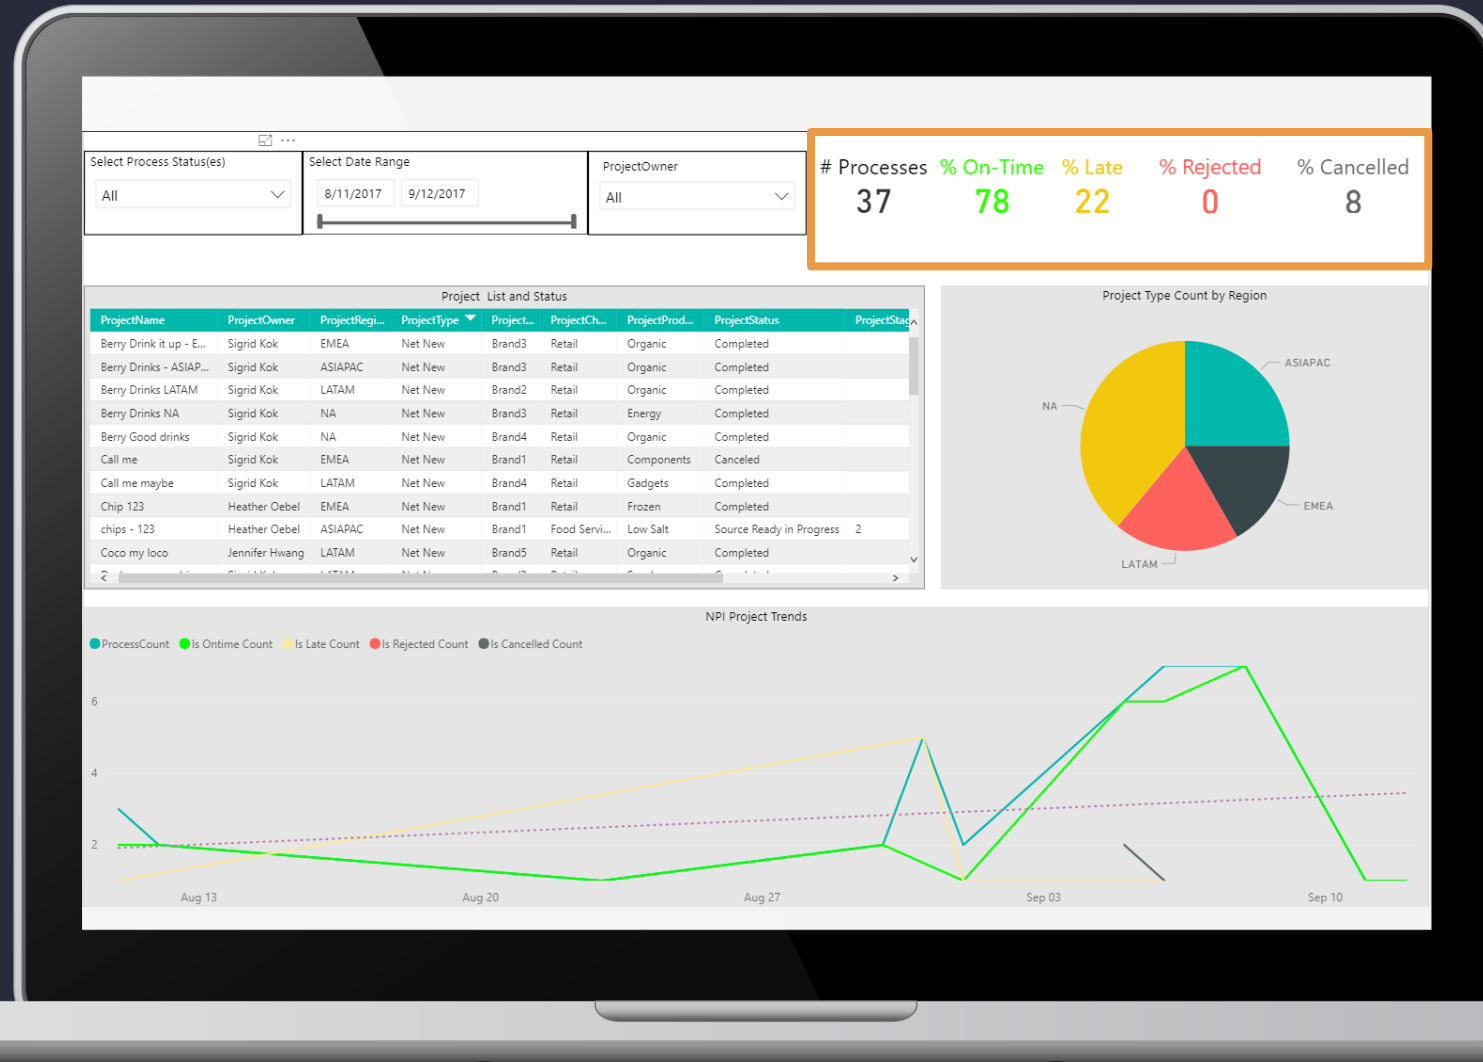 Select Process Status(es)
All
Select Date Range
8/11/2017 9/12/2017
ProjectOwner
All
# Processes % On-Time % Late % Rejected % Cancelled
37 78 22 0 8
Project List and Status
ProjectName ProjectOwner ProjectRegi... ProjectType Project... ProjectCh... ProjectProd... ProjectStatus ProjectStag
Berry Drink it up - E... Sigrid Kok EMEA Net New Brand3 Retail Organic Completed
Berry Drinks - ASIAP... Sigrid Kok ASIAPAC Net New Brand3 Retail Organic Completed
Berry Drinks LATAM Sigrid Kok LATAM Net New Brand2 Retail Organic Completed
Berry Drinks NA Sigrid Kok NA Net New Brand3 Retail Energy Completed
Berry Good drinks Sigrid Kok NA Net New Brand4 Retail Organic Completed
Call me Sigrid Kok EMEA Net New Brand1 Retail Components Canceled
Call me maybe Sigrid Kok LATAM Net New Brand4 Retail Gadgets Completed
Chip 123 Heather Oebel EMEA Net New Brand1 Retail Frozen Completed
chips - 123 Heather Oebel ASIAPAC Net New Brand1 Food Servi... Low Salt Source Ready in Progress 2
Coco my loco Jennifer Hwang LATAM Net New Brand5 Retail Organic Completed
Project Type Count by Region
ASIAPAC
NA
EMEA
LATAM
NPI Project Trends
ProcessCount Is Ontime Count Is Late Count Is Rejected Count Is Cancelled Count
6
4
2
Aug 13 Aug 20 Aug 27 Sep 03 Sep 10